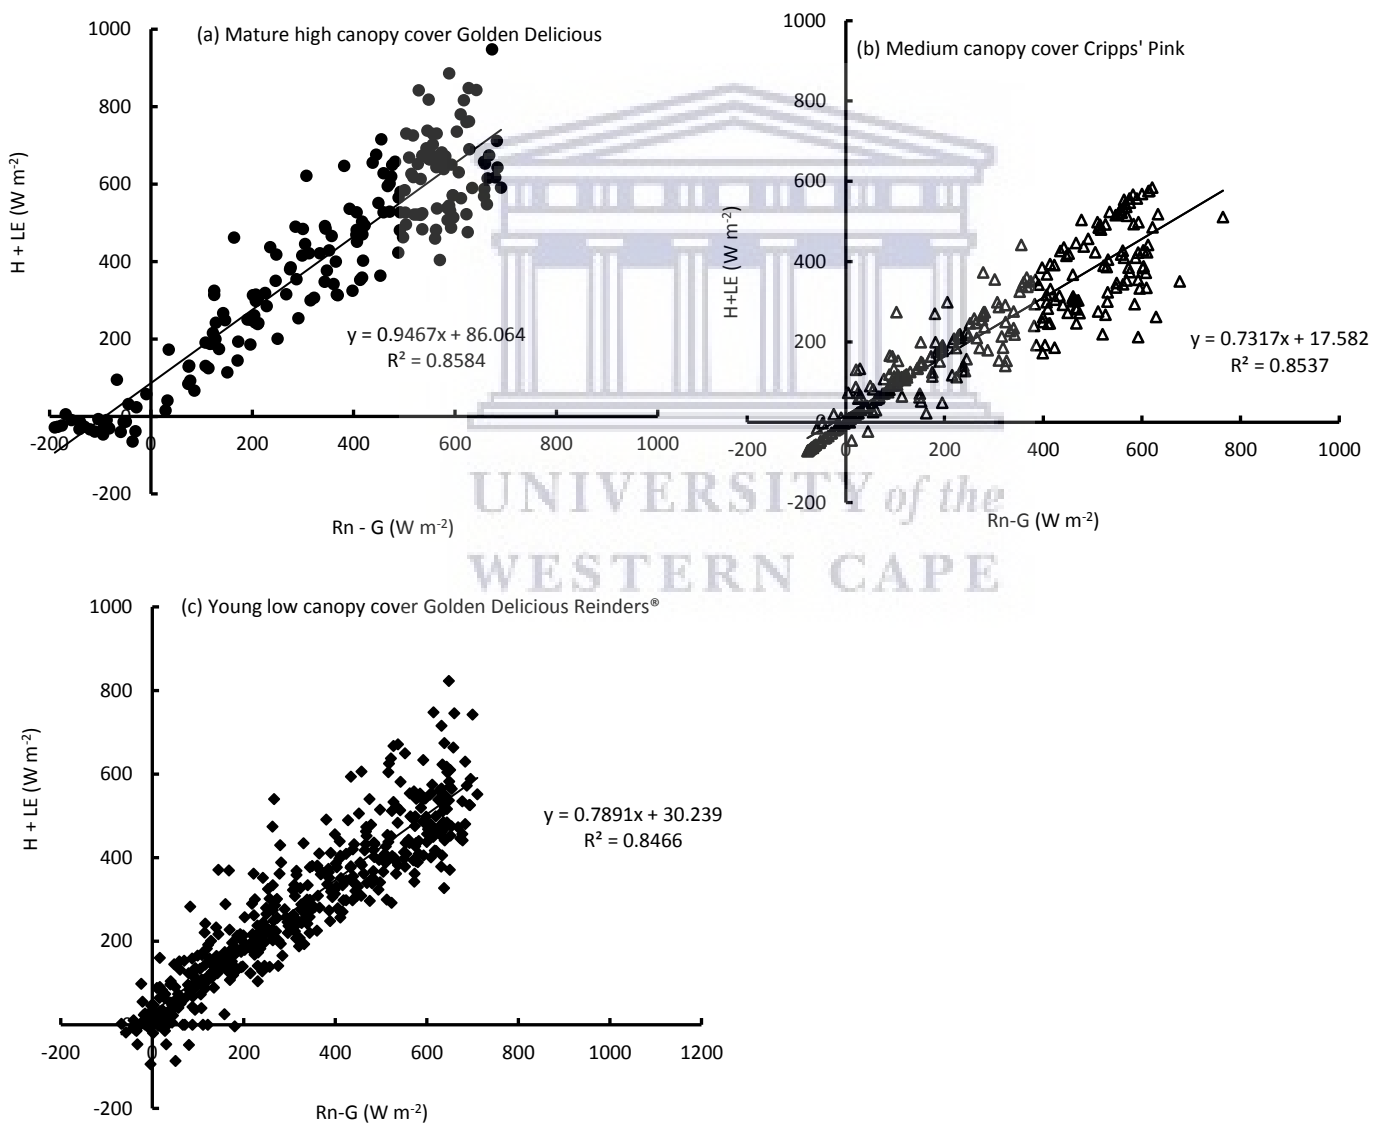 (a) Mature high canopy cover Golden Delicious
1000
800
600
400
200
0
-200
-200
0
200
400
600
800
1000
H + LE (W m-2)
Rn - G (W m-2)
y = 0.9467x + 86.064
R² = 0.8584
(b) Medium canopy cover Cripps' Pink
1000
800
600
400
200
0
-200
-200
0
200
400
600
800
1000
H+LE (W m-2)
Rn-G (W m-2)
y = 0.7317x + 17.582
R² = 0.8537
UNIVERSITY of the
WESTERN CAPE
(c) Young low canopy cover Golden Delicious Reinders®
1000
800
600
400
200
0
-200
-200
0
200
400
600
800
1000
1200
H + LE (W m-2)
Rn-G (W m-2)
y = 0.7891x + 30.239
R² = 0.8466